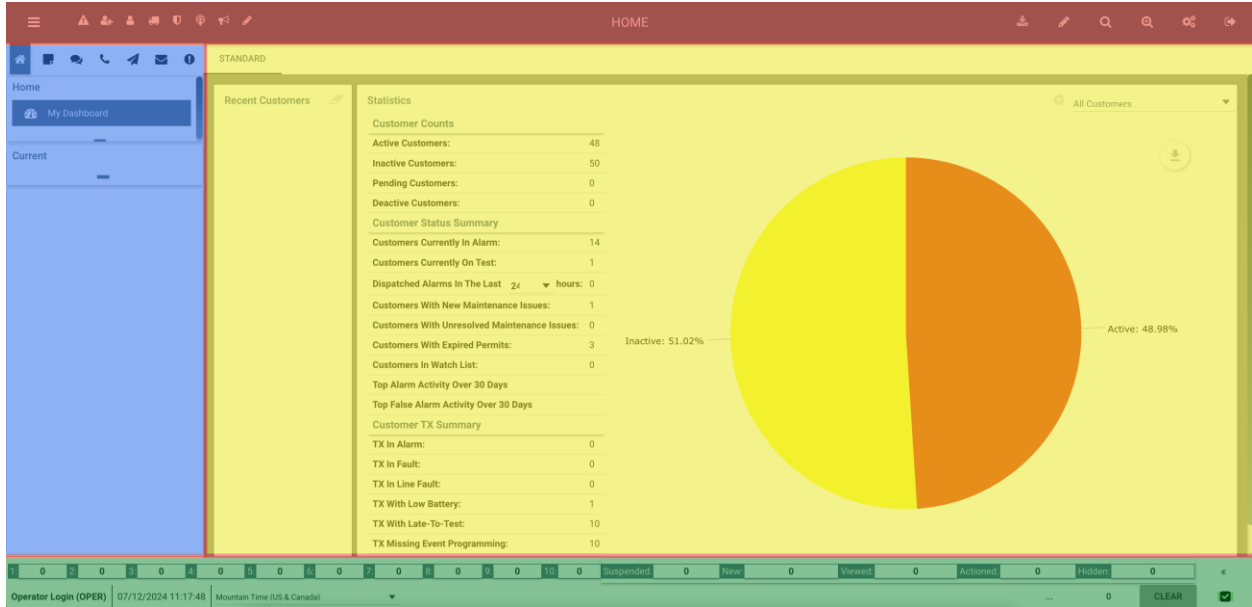 HOME
STANDARD
Home
My Dashboard
Current
Recent Customers
Statistics
All Customers
Customer Counts
Active Customers: 48
Inactive Customers: 50
Pending Customers: 0
Deactive Customers: 0
Customer Status Summary
Customers Currently In Alarm: 14
Customers Currently On Test: 1
Dispatched Alarms In The Last 24 hours: 0
Customers With New Maintenance Issues: 1
Customers With Unresolved Maintenance Issues: 0
Customers With Expired Permits: 3
Customers In Watch List: 0
Top Alarm Activity Over 30 Days
Top False Alarm Activity Over 30 Days
Customer TX Summary
TX In Alarm: 0
TX In Fault: 0
TX In Line Fault: 0
TX With Low Battery: 1
TX With Late-To-Test: 10
TX Missing Event Programming: 10
Inactive: 51.02%
Active: 48.98%
1: 0 2: 0 3: 0 4: 0 5: 0 6: 0 7: 0 8: 0 9: 0 10: 0 Suspended: 0 New: 0 Viewed: 0 Actioned: 0 Hidden: 0 «
Operator Login (OPER) 07/12/2024 11:17:48 Mountain Time (US & Canada) ... 0 CLEAR